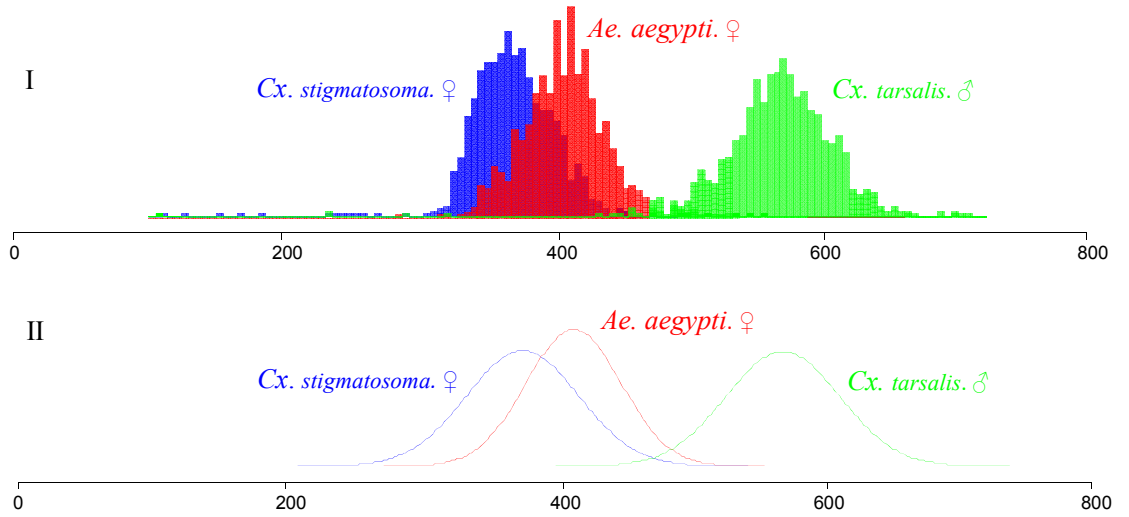 Ae. aegypti. ♀
I
Cx. stigmatosoma. ♀
Cx. tarsalis. ♂
0 200 400 600 800
Ae. aegypti. ♀
II
Cx. stigmatosoma. ♀
Cx. tarsalis. ♂
0 200 400 600 800